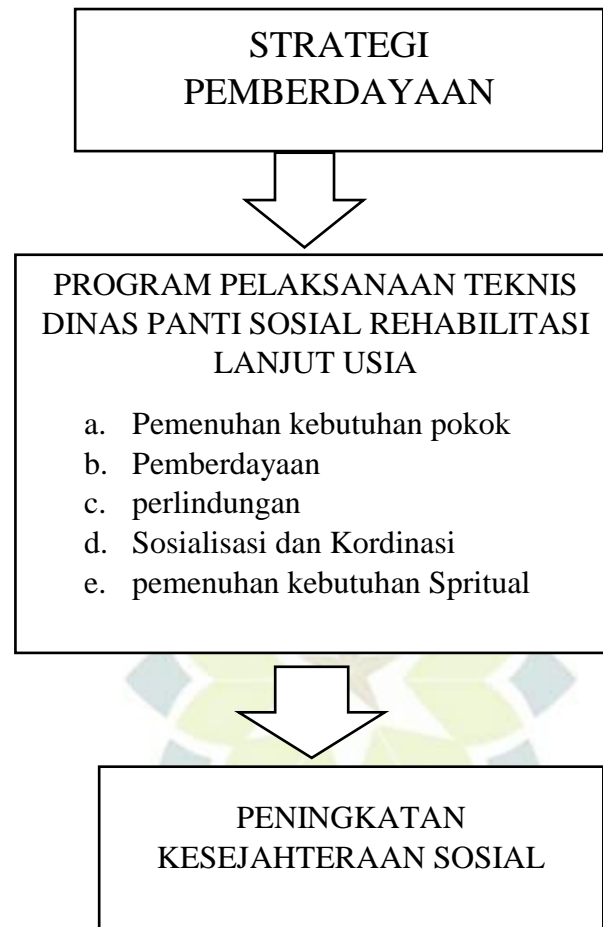 STRATEGI
PEMBERDAYAAN
PROGRAM PELAKSANAAN TEKNIS
DINAS PANTI SOSIAL REHABILITASI
LANJUT USIA
a. Pemenuhan kebutuhan pokok
b. Pemberdayaan
c. perlindungan
d. Sosialisasi dan Kordinasi
e. pemenuhan kebutuhan Spritual
PENINGKATAN
KESEJAHTERAAN SOSIAL